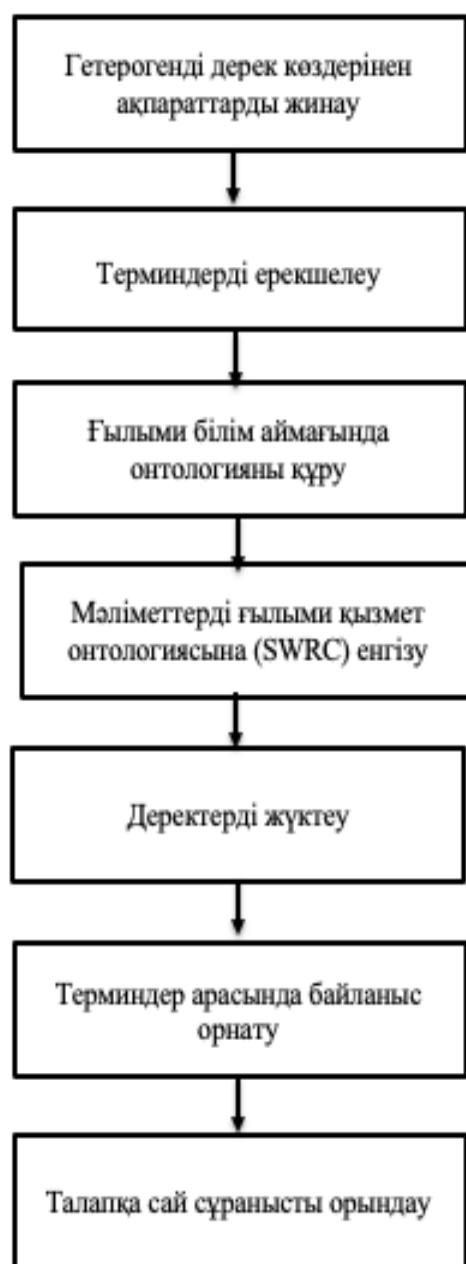 Гетерогенді дерек көздерінен
ақпараттарды жинау
Терминдерді ерекшелеу
Ғылыми білім аймағында
онтологияны құру
Мәліметтерді ғылыми қызмет
онтологиясына (SWRC) енгізу
Деректерді жүктеу
Терминдер арасында байланыс
орнату
Талапқа сай сұранысты орындау